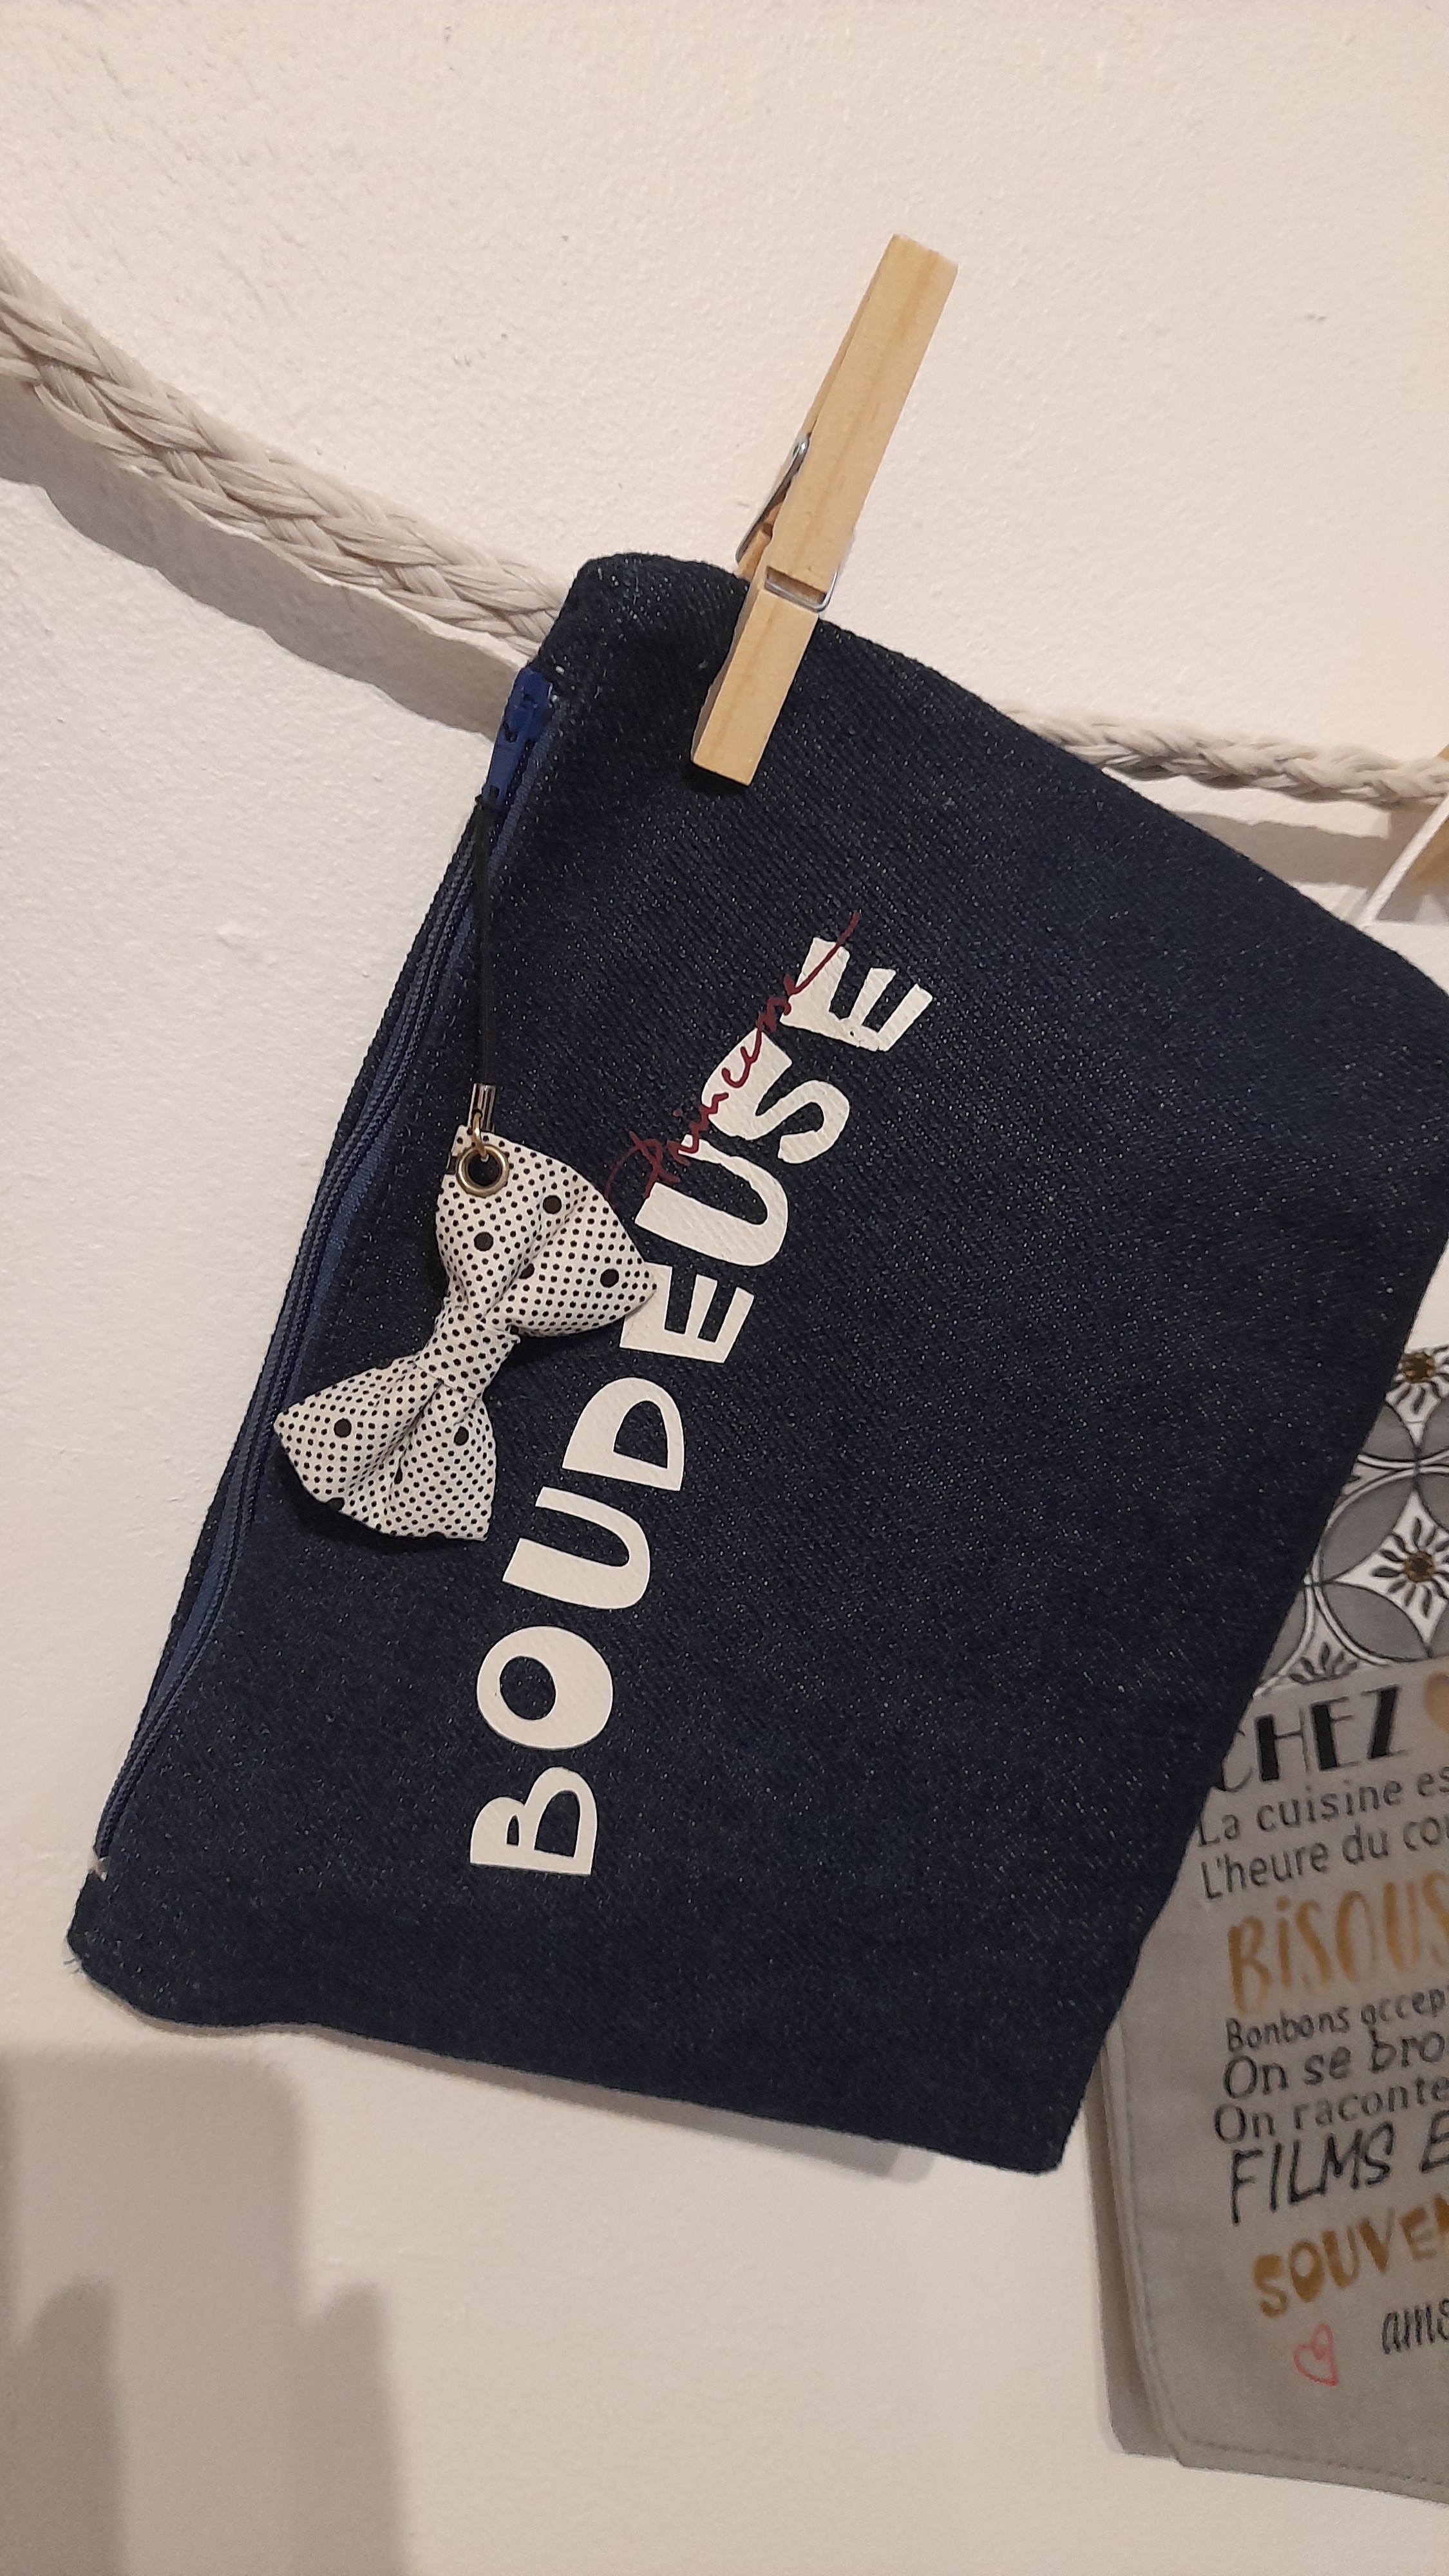 princesse
BOUDEUSE
CHEZ
La cuisine es
L'heure du co
BISOUS
Bonbons accep
On se bro
On raconte
FILMS E
SOUVEN
ams